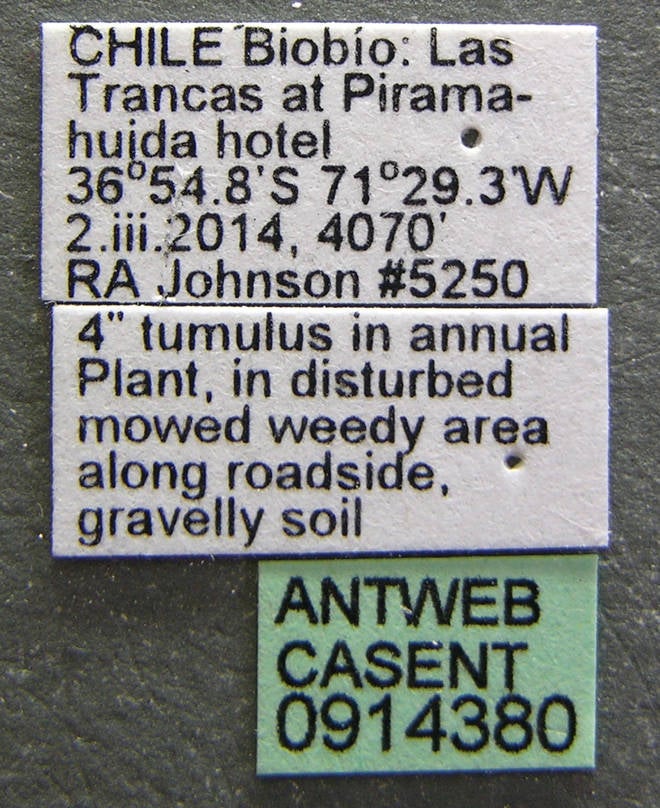 CHILE Biobío: Las
Trancas at Pirama-
huida hotel
36°54.8'S 71°29.3'W
2.iii.2014, 4070'
RA Johnson #5250
4" tumulus in annual
Plant, in disturbed
mowed weedy area
along roadside,
gravelly soil
ANTWEB
CASENT
0914380